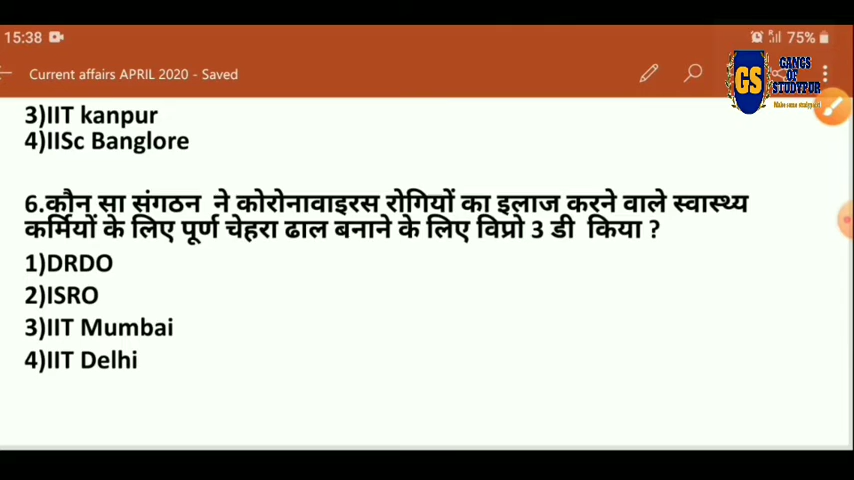 15:38
75%
Current affairs APRIL 2020 - Saved
GANGS
OF
STUDYPUR
GS
3)IIT kanpur
4)IISc Banglore
6.कौन सा संगठन ने कोरोनावाइरस रोगियों का इलाज करने वाले स्वास्थ्य
कर्मियों के लिए पूर्ण चेहरा ढाल बनाने के लिए विप्रो 3 डी किया ?
1)DRDO
2)ISRO
3)IIT Mumbai
4)IIT Delhi